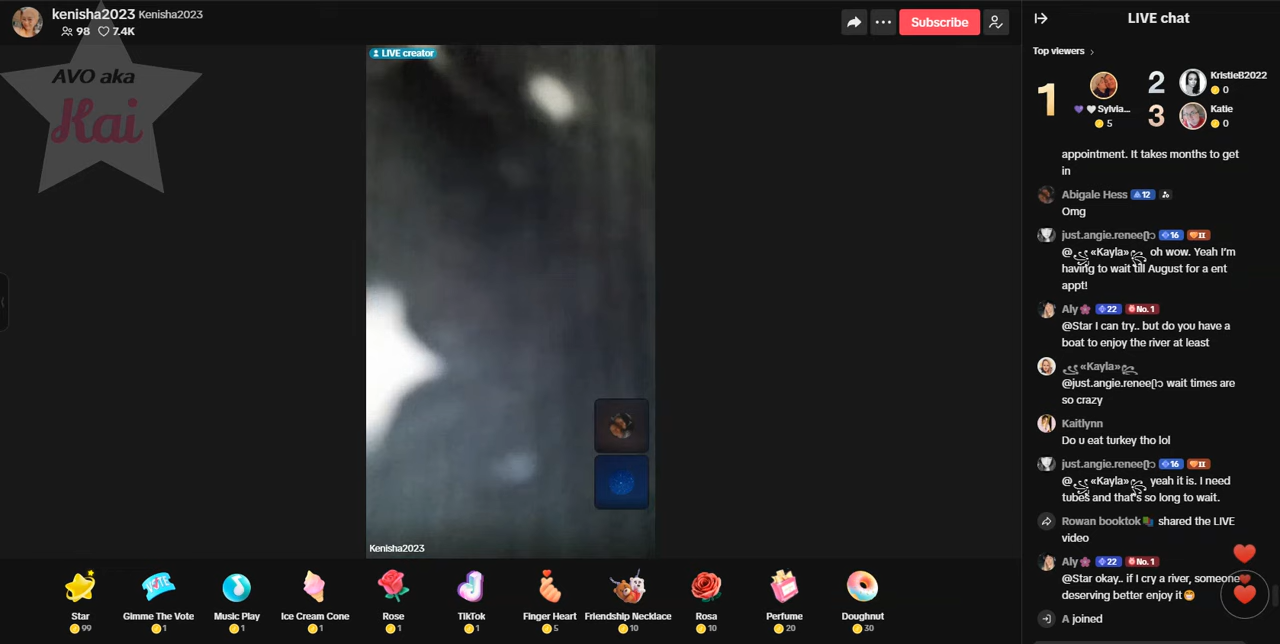 kenisha2023 Kenisha2023
98 7.4K
Subscribe
AVO aka
Kai
LIVE creator
Kenisha2023
Star
99
Gimme The Vote
1
Music Play
1
Ice Cream Cone
1
Rose
1
TikTok
1
Finger Heart
5
Friendship Necklace
10
Rosa
10
Perfume
20
Doughnut
30
LIVE chat
Top viewers
1
Sylvia...
5
2
KristieB2022
0
3
Katie
0
appointment. It takes months to get
in
Abigale Hess 12
Omg
just.angie.renee 16 II
@ «Kayla» oh wow. Yeah I'm
having to wait till August for a ent
appt!
Aly 22 No. 1
@Star I can try.. but do you have a
boat to enjoy the river at least
«Kayla»
@just.angie.renee wait times are
so crazy
Kaitlynn
Do u eat turkey tho lol
just.angie.renee 16 II
@ «Kayla» yeah it is. I need
tubes and that's so long to wait.
Rowan booktok shared the LIVE
video
Aly 22 No. 1
@Star okay.. if I cry a river, someone
deserving better enjoy it
A joined